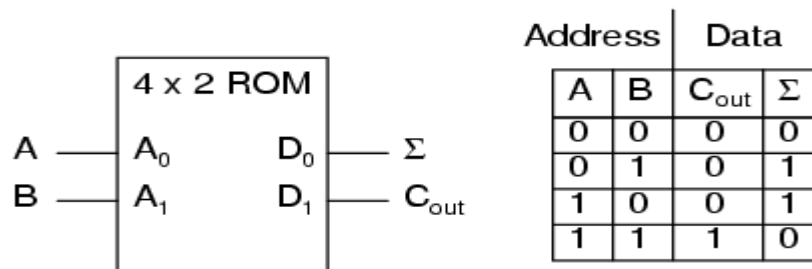 4 x 2 ROM
A A₀ D₀ Σ
B A₁ D₁ Cout
Address Data
A B Cout Σ
0 0 0 0
0 1 0 1
1 0 0 1
1 1 1 0